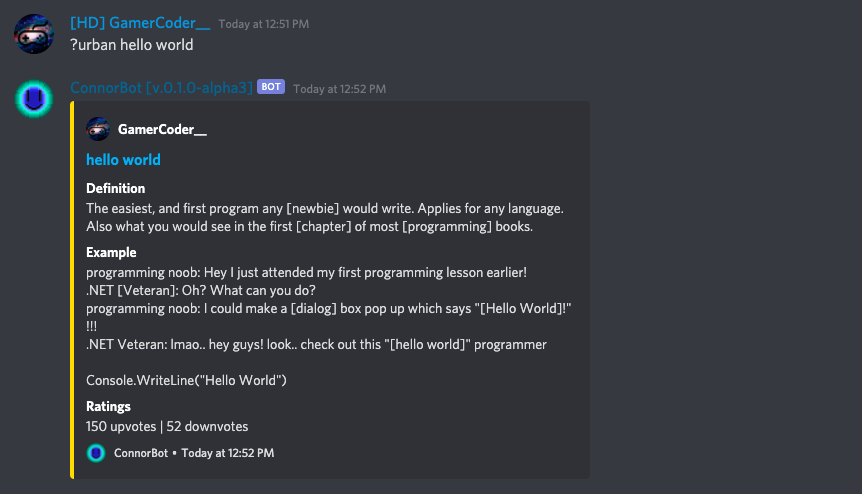 [HD] GamerCoder__ Today at 12:51 PM
?urban hello world
ConnorBot [v.0.1.0-alpha3] BOT Today at 12:52 PM
GamerCoder__
hello world
Definition
The easiest, and first program any [newbie] would write. Applies for any language.
Also what you would see in the first [chapter] of most [programming] books.
Example
programming noob: Hey I just attended my first programming lesson earlier!
.NET [Veteran]: Oh? What can you do?
programming noob: I could make a [dialog] box pop up which says "[Hello World]!"
!!!
.NET Veteran: lmao.. hey guys! look.. check out this "[hello world]" programmer
Console.WriteLine("Hello World")
Ratings
150 upvotes | 52 downvotes
ConnorBot • Today at 12:52 PM